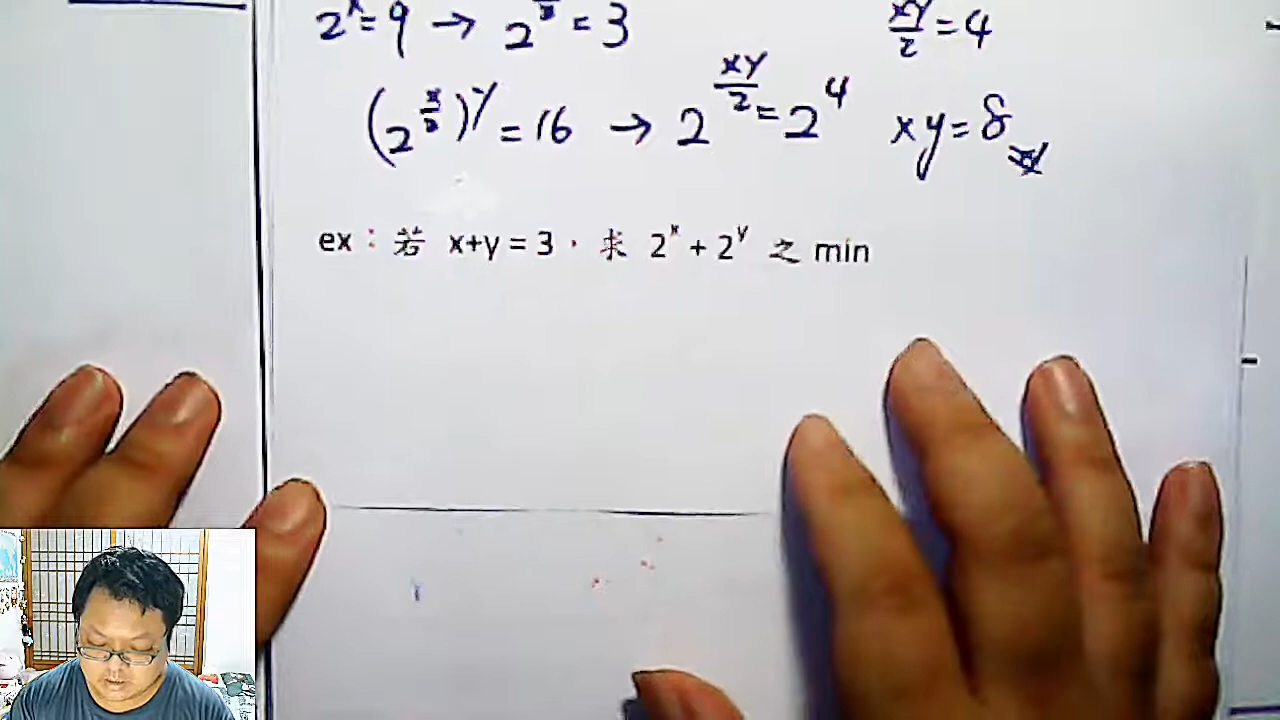 2^x = 9 → 2^{x/2} = 3
xy/2 = 4
(2^{x/2})^y = 16 → 2^{xy/2} = 2^4
xy = 8
ex：若 x+y = 3，求 2^x + 2^y 之 min